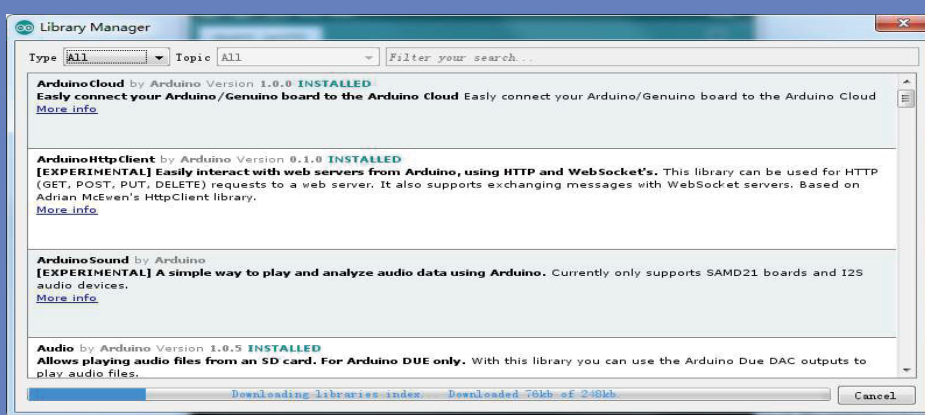 Library Manager
Type All Topic All Filter your search...
ArduinoCloud by Arduino Version 1.0.0 INSTALLED
Easly connect your Arduino/Genuino board to the Arduino Cloud Easly connect your Arduino/Genuino board to the Arduino Cloud
More info
ArduinoHttpClient by Arduino Version 0.1.0 INSTALLED
[EXPERIMENTAL] Easily interact with web servers from Arduino, using HTTP and WebSocket's. This library can be used for HTTP
(GET, POST, PUT, DELETE) requests to a web server. It also supports exchanging messages with WebSocket servers. Based on
Adrian McEwen's HttpClient library.
More info
ArduinoSound by Arduino
[EXPERIMENTAL] A simple way to play and analyze audio data using Arduino. Currently only supports SAMD21 boards and I2S
audio devices.
More info
Audio by Arduino Version 1.0.5 INSTALLED
Allows playing audio files from an SD card. For Arduino DUE only. With this library you can use the Arduino Due DAC outputs to
play audio files.
Downloading libraries index... Downloaded 76kb of 248kb. Cancel